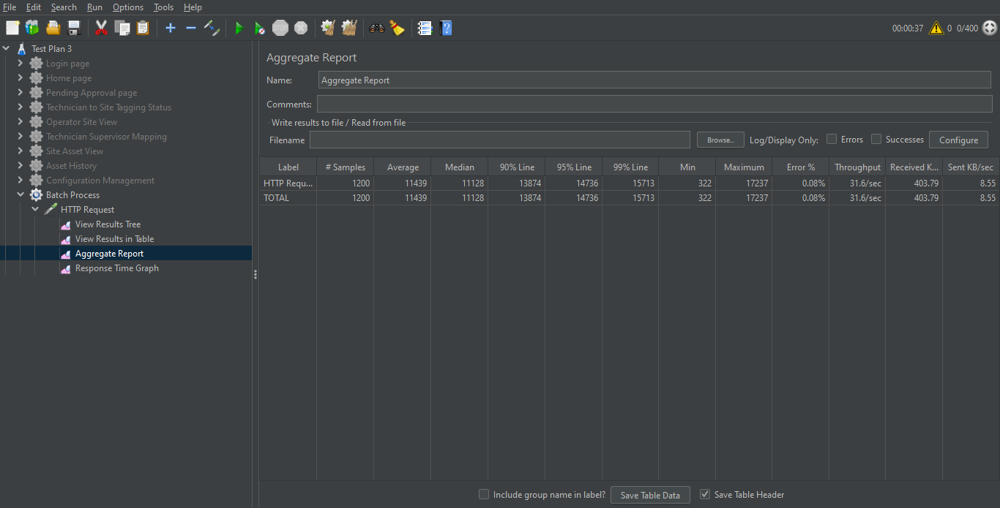 File Edit Search Run Options Tools Help
STOP 00:00:37 0 0/400
Test Plan 3
Login page
Home page
Pending Approval page
Technician to Site Tagging Status
Operator Site View
Technician Supervisor Mapping
Site Asset View
Asset History
Configuration Management
Batch Process
HTTP Request
View Results Tree
View Results in Table
Aggregate Report
Response Time Graph
Aggregate Report
Name: Aggregate Report
Comments:
Write results to file / Read from file
Filename Browse... Log/Display Only: Errors Successes Configure
Label # Samples Average Median 90% Line 95% Line 99% Line Min Maximum Error % Throughput Received K... Sent KB/sec
HTTP Requ... 1200 11439 11128 13874 14736 15713 322 17237 0.08% 31.6/sec 403.79 8.55
TOTAL 1200 11439 11128 13874 14736 15713 322 17237 0.08% 31.6/sec 403.79 8.55
Include group name in label? Save Table Data Save Table Header